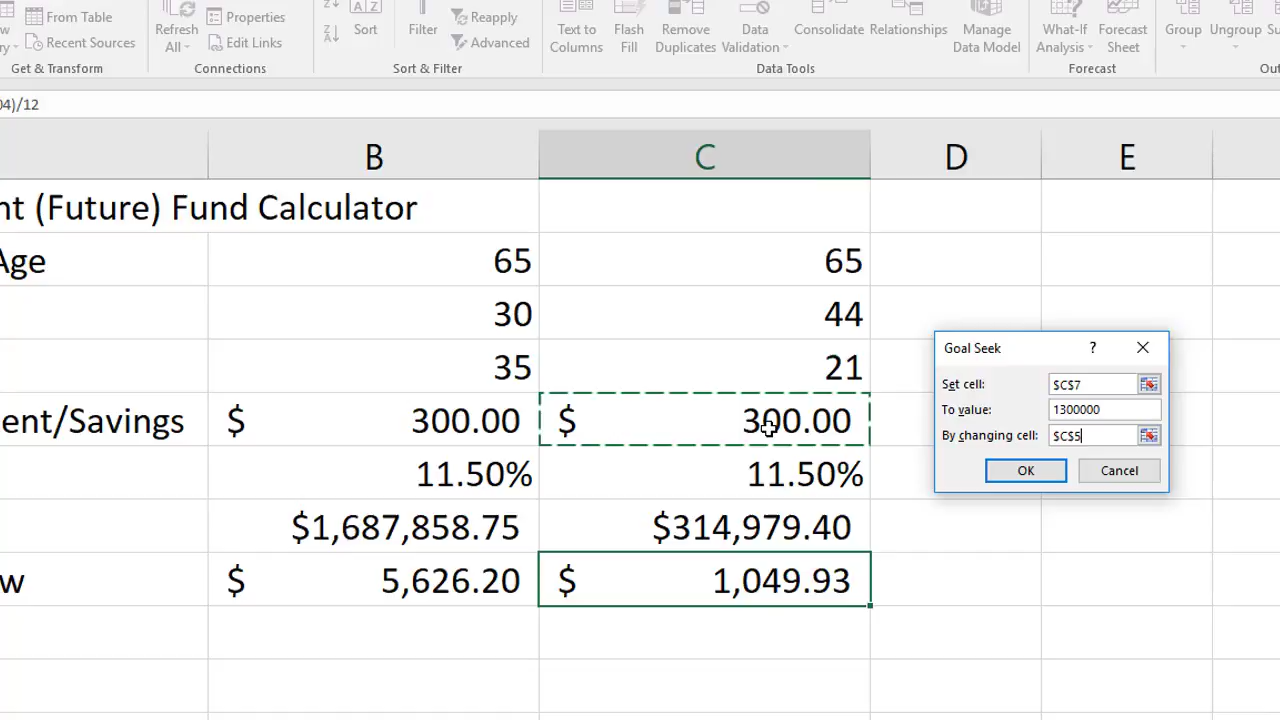 From Table
Recent Sources
Get & Transform
Refresh
All
Properties
Edit Links
Connections
Sort
Filter
Reapply
Advanced
Sort & Filter
Text to
Columns
Flash
Fill
Remove
Duplicates
Data
Validation
Consolidate
Relationships
Manage
Data Model
Data Tools
What-If
Analysis
Forecast
Sheet
Forecast
Group
Ungroup
04)/12
B C D E
nt (Future) Fund Calculator
Age 65 65
30 44
35 21
ent/Savings $ 300.00 $ 300.00
11.50% 11.50%
$1,687,858.75 $314,979.40
w $ 5,626.20 $ 1,049.93
Goal Seek ?
Set cell: $C$7
To value: 1300000
By changing cell: $C$5
OK Cancel